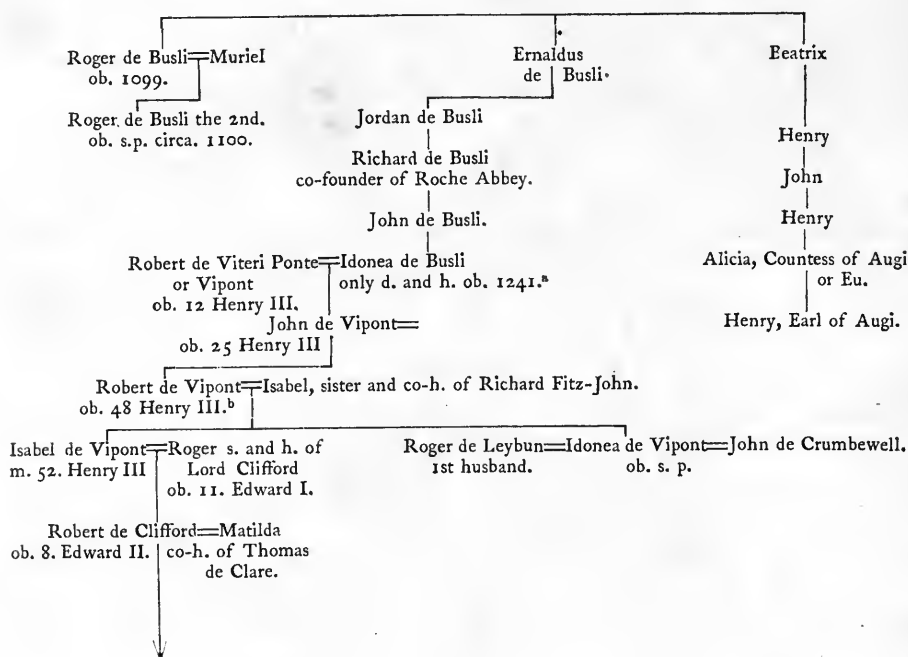 Roger de Busli=Muriel
ob. 1099.
Ernaldus
de Busli.
Eeatrix
Roger. de Busli the 2nd.
ob. s.p. circa. 1100.
Jordan de Busli
Richard de Busli
co-founder of Roche Abbey.
John de Busli.
Henry
John
Henry
Alicia, Countess of Augi
or Eu.
Henry, Earl of Augi.
Robert de Viteri Ponte=Idonea de Busli
or Vipont only d. and h. ob. 1241.ª
ob. 12 Henry III.
John de Vipont=
ob. 25 Henry III
Robert de Vipont=Isabel, sister and co-h. of Richard Fitz-John.
ob. 48 Henry III.ᵇ
Isabel de Vipont=Roger s. and h. of
m. 52. Henry III Lord Clifford
ob. 11. Edward I.
Roger de Leybun=Idonea de Vipont=John de Crumbewell.
1st husband. ob. s. p.
Robert de Clifford=Matilda
ob. 8. Edward II. co-h. of Thomas
de Clare.